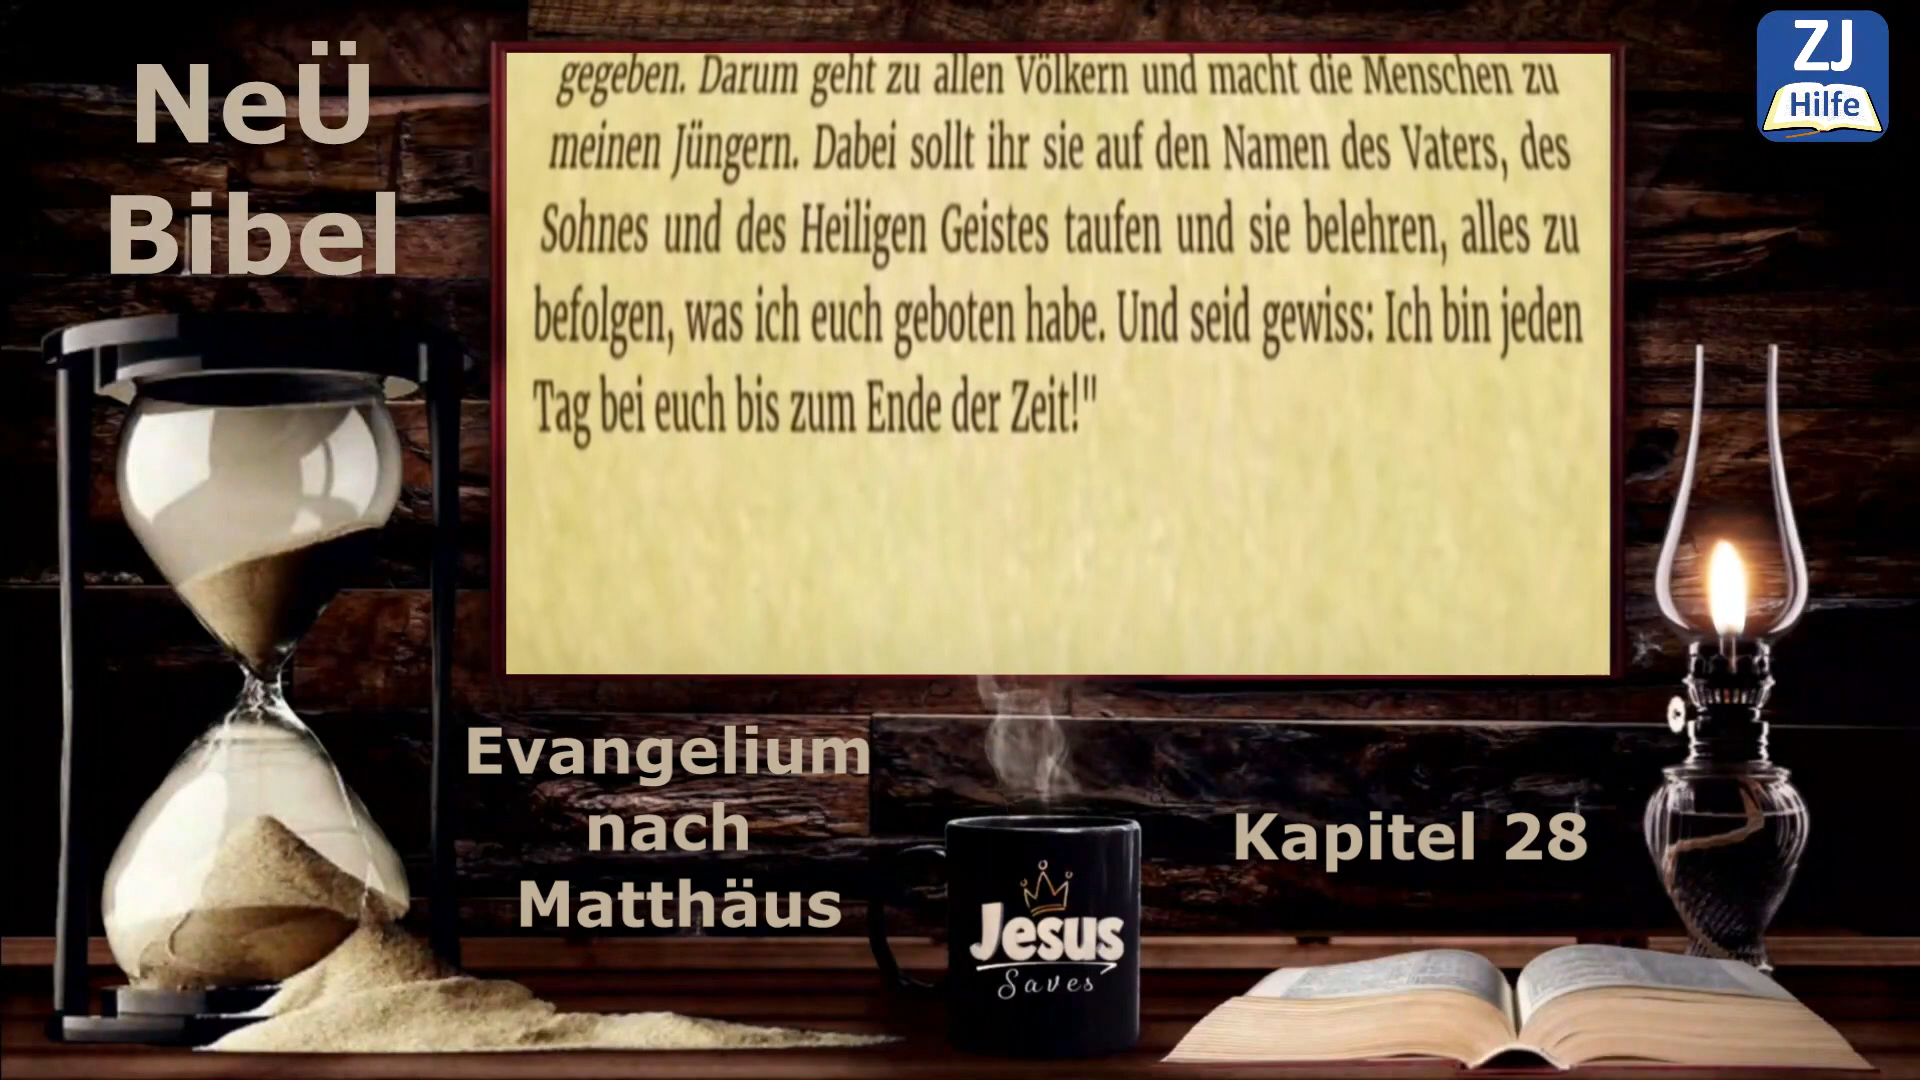 NeÜ
Bibel
gegeben. Darum geht zu allen Völkern und macht die Menschen zu
meinen Jüngern. Dabei sollt ihr sie auf den Namen des Vaters, des
Sohnes und des Heiligen Geistes taufen und sie belehren, alles zu
befolgen, was ich euch geboten habe. Und seid gewiss: Ich bin jeden
Tag bei euch bis zum Ende der Zeit!"
ZJ
Hilfe
Evangelium
nach
Matthäus
Jesus
Saves
Kapitel 28